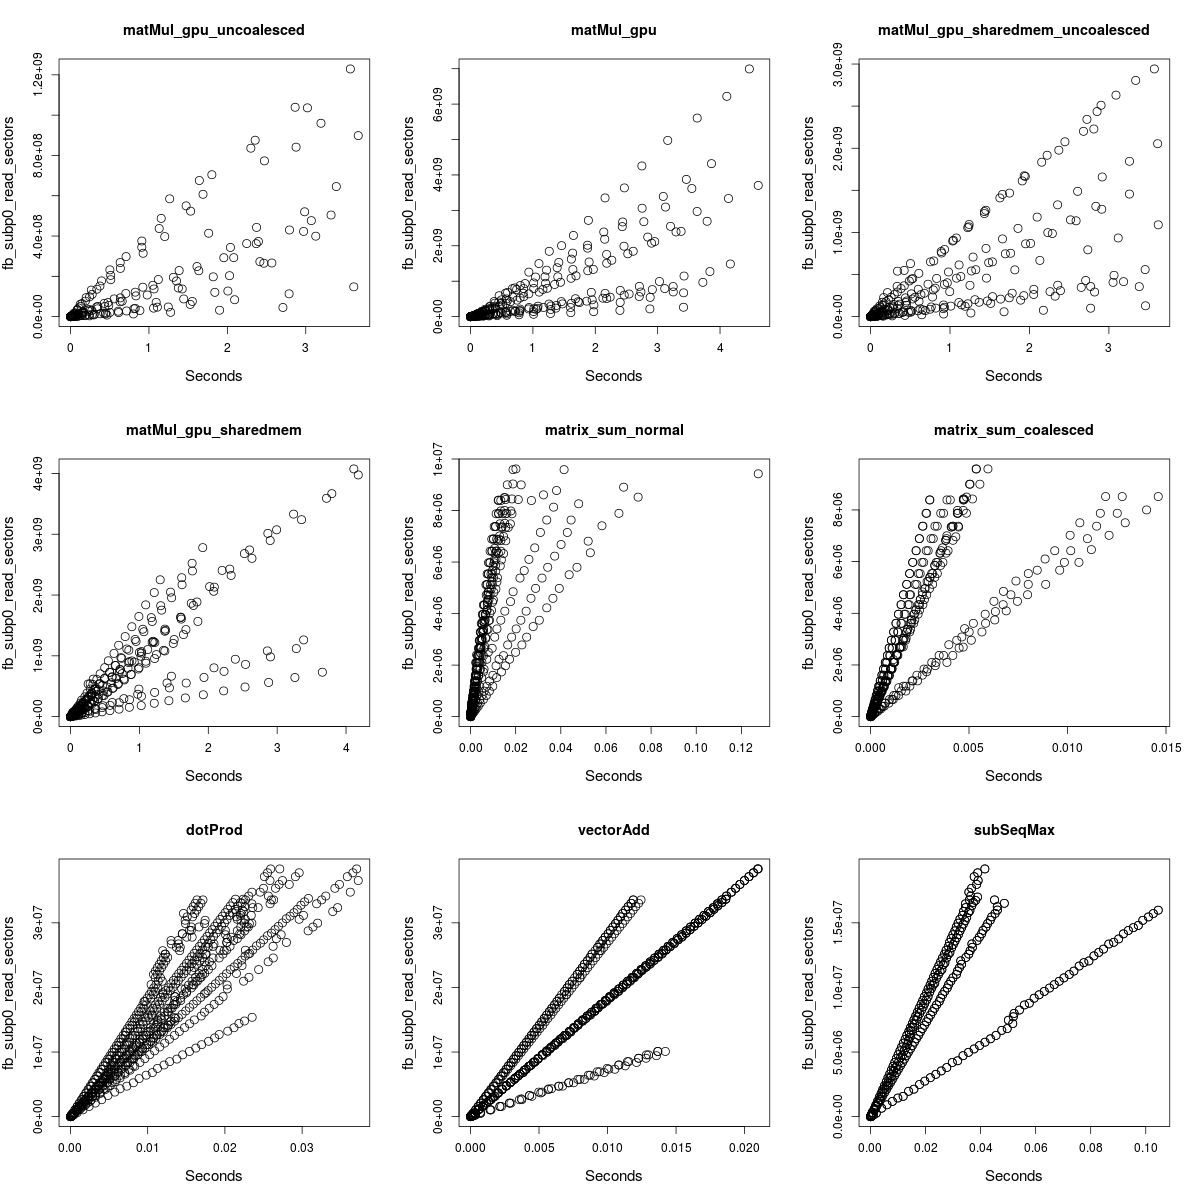 matMul_gpu_uncoalesced
fb_subp0_read_sectors
0.0e+00 4.0e+08 8.0e+08 1.2e+09
0 1 2 3
Seconds
matMul_gpu
fb_subp0_read_sectors
0e+00 2e+09 4e+09 6e+09
0 1 2 3 4
Seconds
matMul_gpu_sharedmem_uncoalesced
fb_subp0_read_sectors
0.0e+00 1.0e+09 2.0e+09 3.0e+09
0 1 2 3
Seconds
matMul_gpu_sharedmem
fb_subp0_read_sectors
0e+00 1e+09 2e+09 3e+09 4e+09
0 1 2 3 4
Seconds
matrix_sum_normal
fb_subp0_read_sectors
0e+00 2e+06 4e+06 6e+06 8e+06 1e+07
0.00 0.02 0.04 0.06 0.08 0.10 0.12
Seconds
matrix_sum_coalesced
fb_subp0_read_sectors
0e+00 2e+06 4e+06 6e+06 8e+06
0.000 0.005 0.010 0.015
Seconds
dotProd
fb_subp0_read_sectors
0e+00 1e+07 2e+07 3e+07
0.00 0.01 0.02 0.03
Seconds
vectorAdd
fb_subp0_read_sectors
0e+00 1e+07 2e+07 3e+07
0.000 0.005 0.010 0.015 0.020
Seconds
subSeqMax
fb_subp0_read_sectors
0.0e+00 5.0e+06 1.0e+07 1.5e+07
0.00 0.02 0.04 0.06 0.08 0.10
Seconds